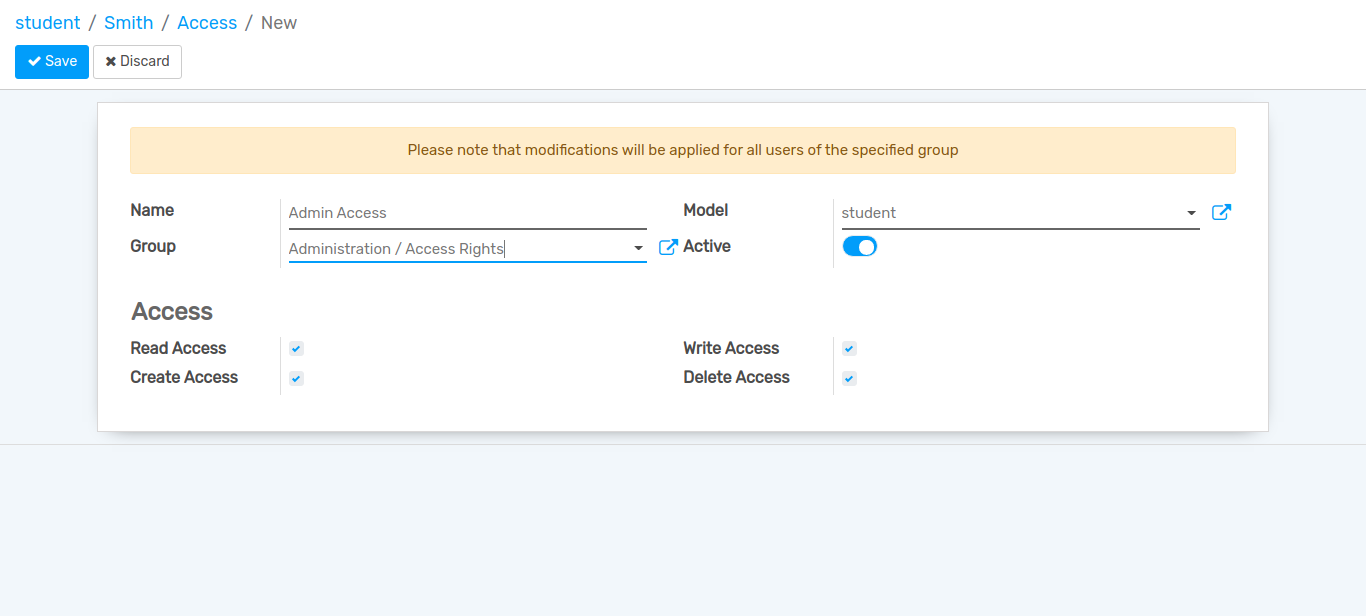 student / Smith / Access / New
Save Discard
Please note that modifications will be applied for all users of the specified group
Name Admin Access Model student
Group Administration / Access Rights Active
Access
Read Access Write Access
Create Access Delete Access